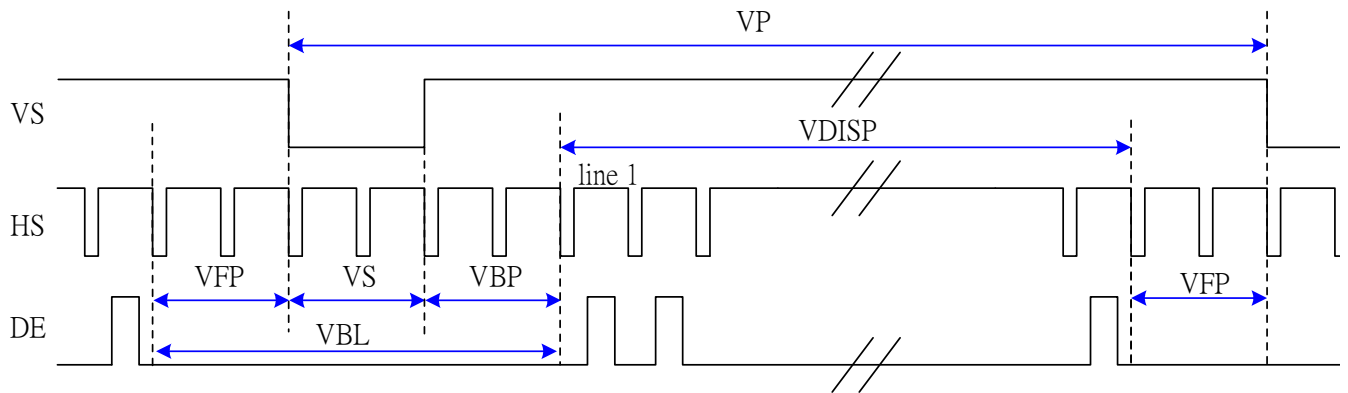 VP
VS
VDISP
line 1
HS
VFP VS VBP
VFP
DE
VBL